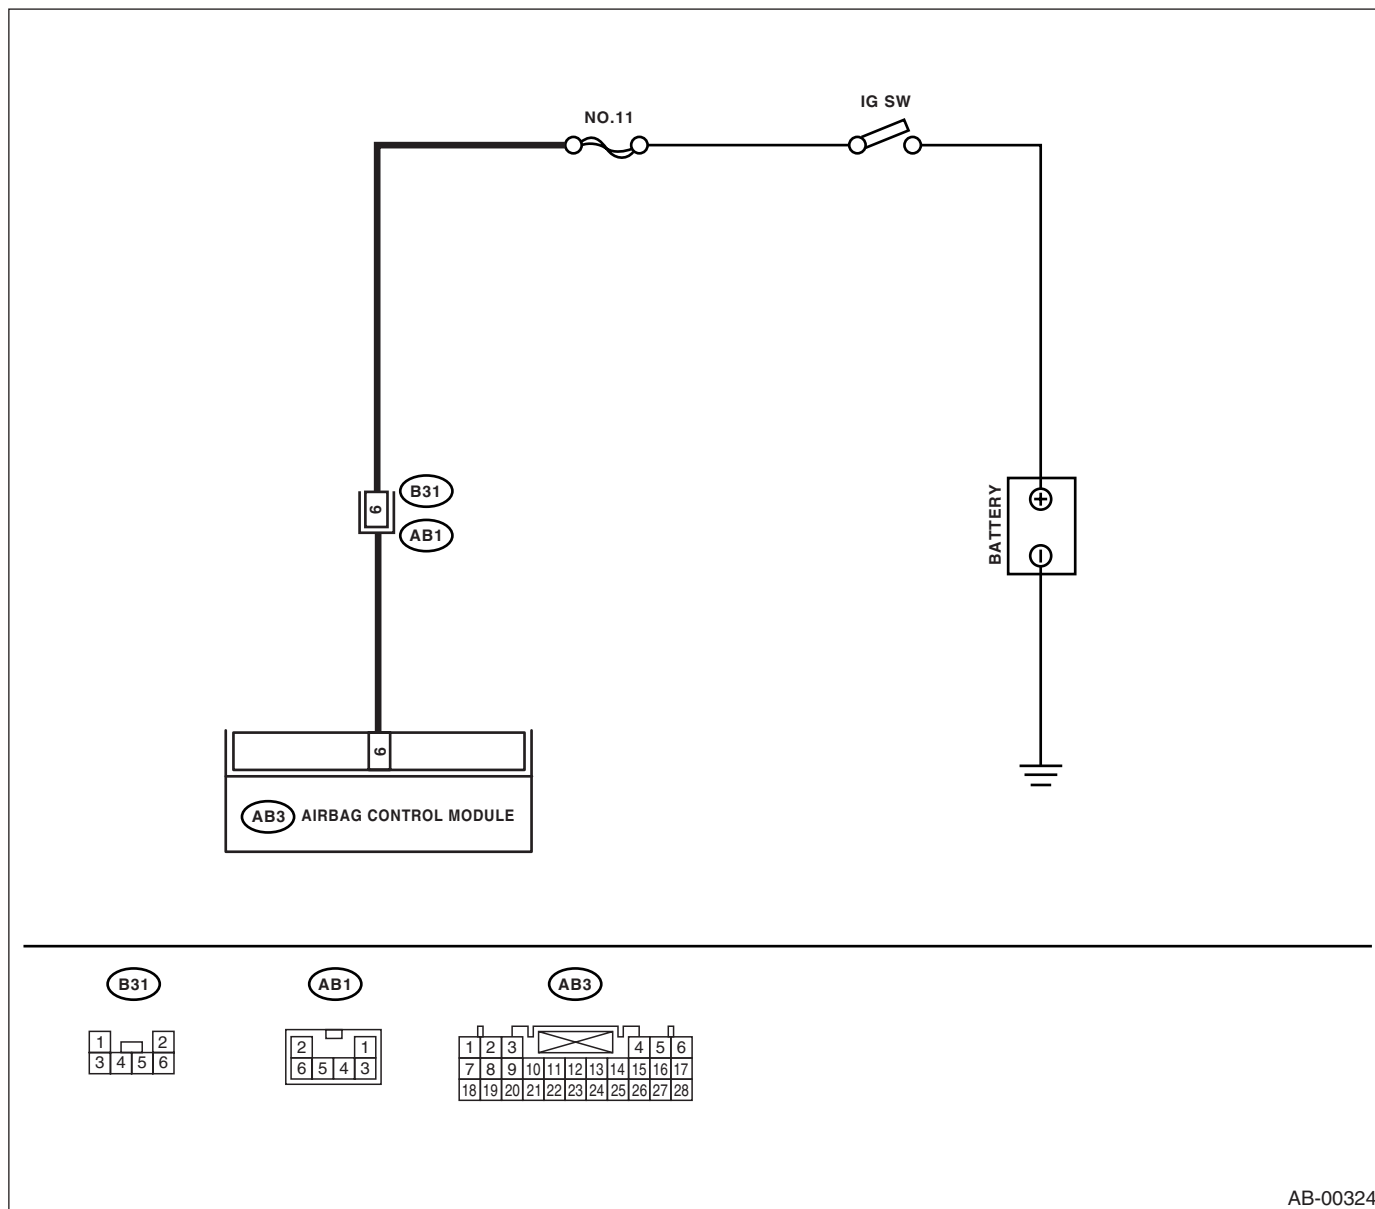 IG SW
NO.11
B31
6
AB1
BATTERY
+
−
6
AB3 AIRBAG CONTROL MODULE
B31 AB1 AB3
1 2
3 4 5 6
2 1
6 5 4 3
1 2 3 4 5 6
7 8 9 10 11 12 13 14 15 16 17
18 19 20 21 22 23 24 25 26 27 28
AB-00324